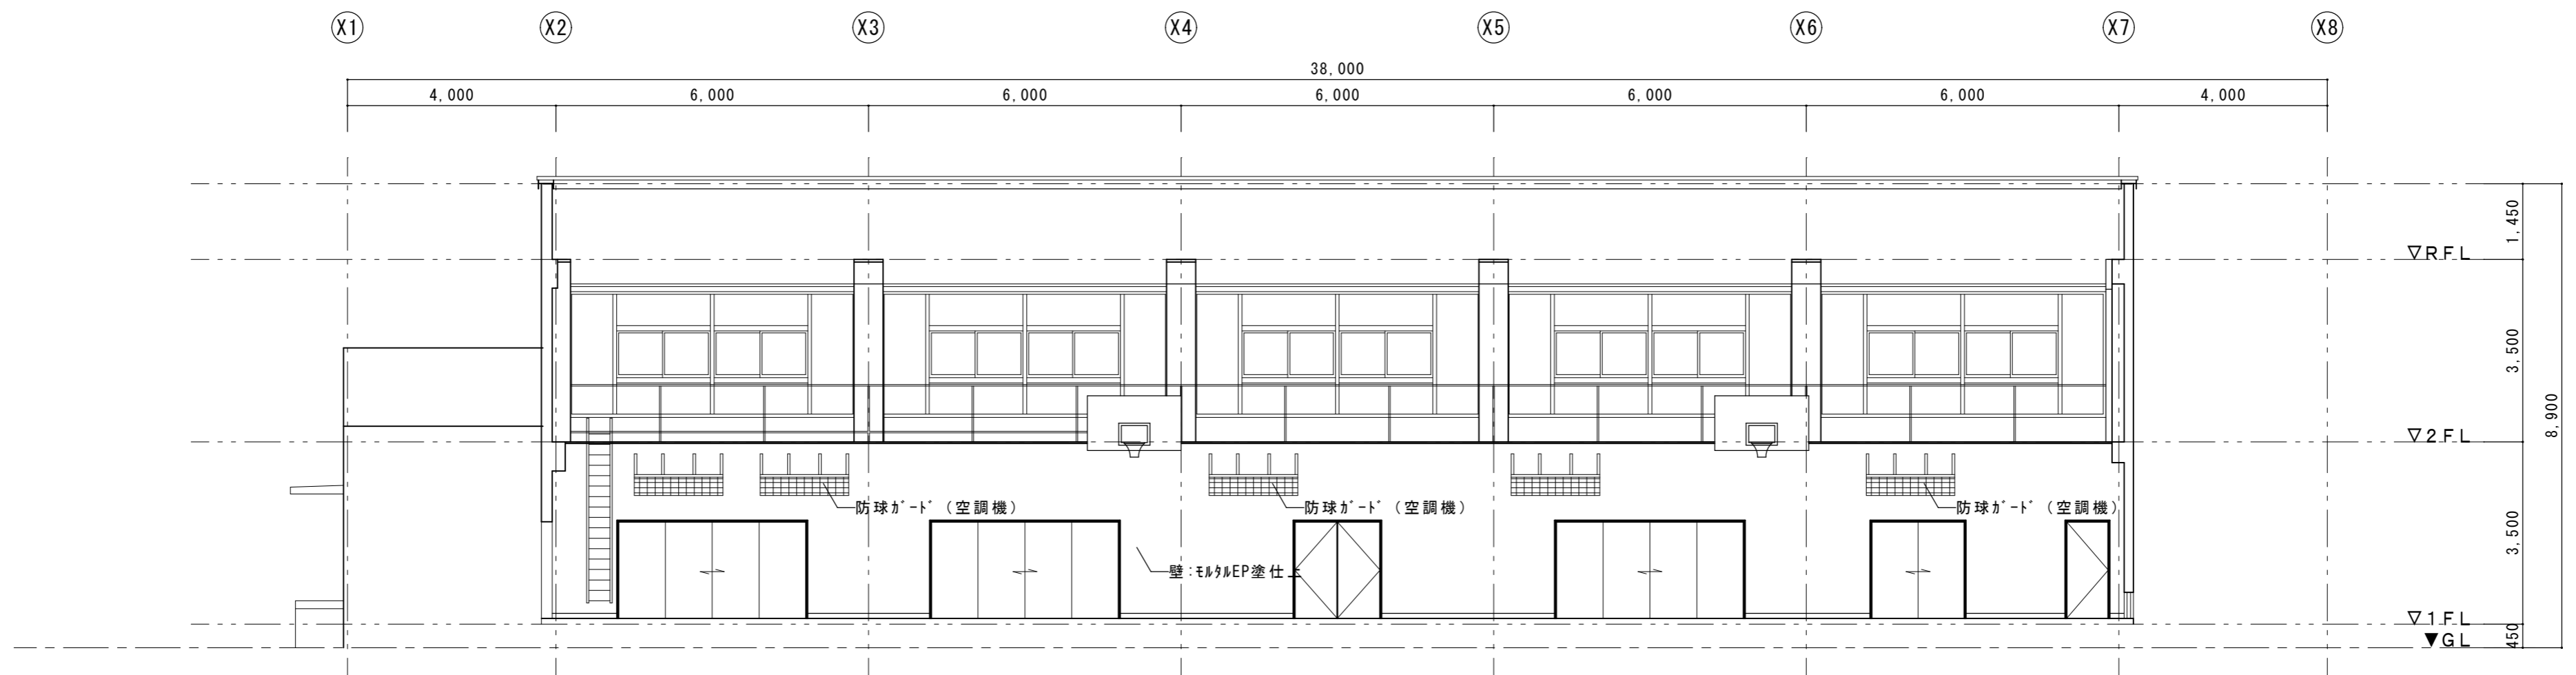 X1 X2 X3 X4 X5 X6 X7 X8
38,000
4,000 6,000 6,000 6,000 6,000 6,000 4,000
1,450
▽RFL
3,500
8,900
▽2FL
防球ｶﾞｰﾄﾞ（空調機） 防球ｶﾞｰﾄﾞ（空調機） 防球ｶﾞｰﾄﾞ（空調機）
3,500
壁：ﾓﾙﾀﾙEP塗仕上
▽1FL
450
▼GL